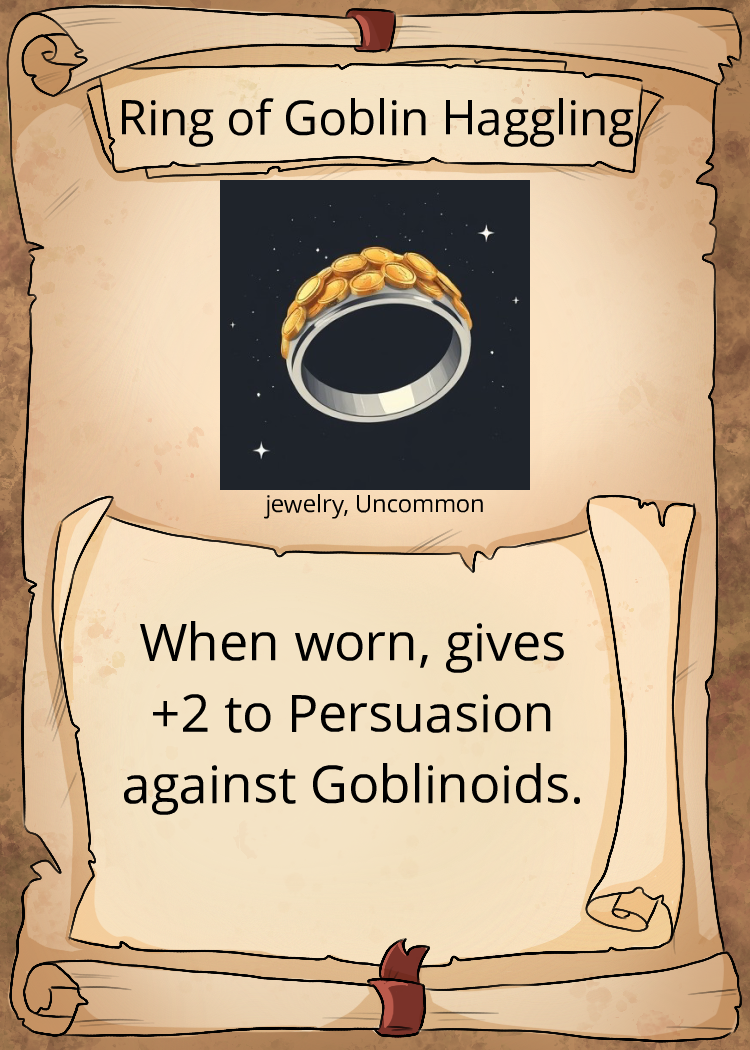 Ring of Goblin Haggling
jewelry, Uncommon
When worn, gives
+2 to Persuasion
against Goblinoids.